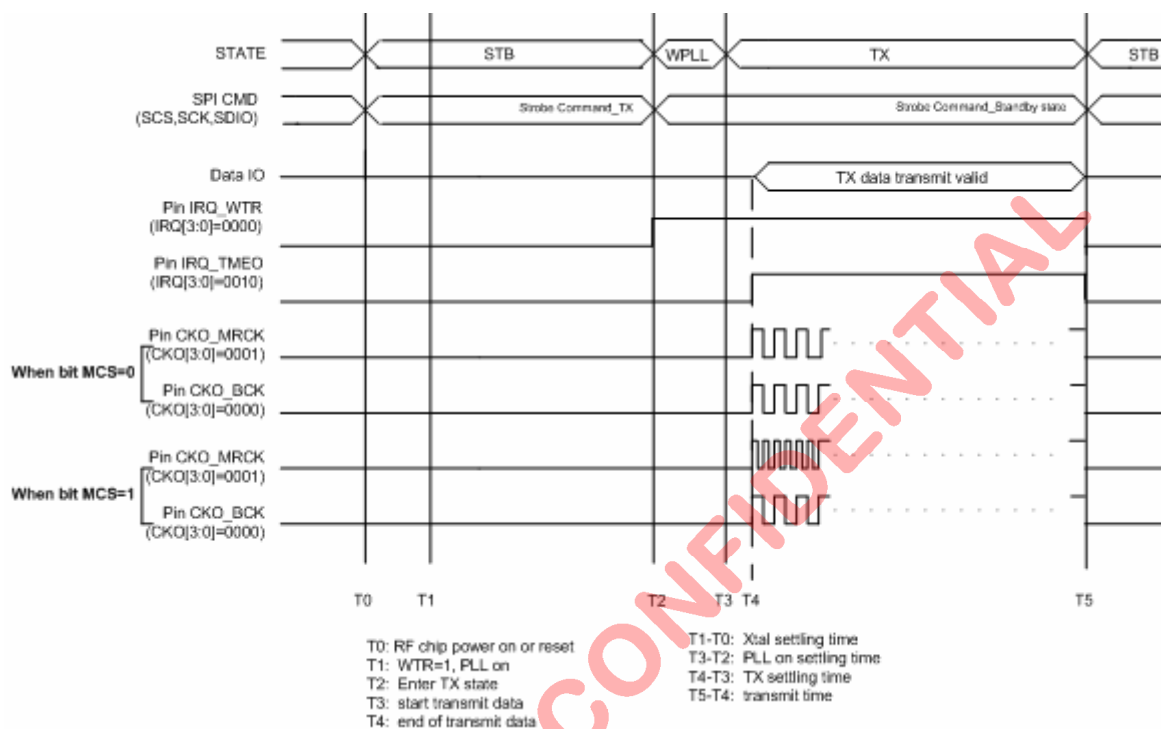 STATE
STB
WPLL
TX
STB
SPI CMD
(SCS,SCK,SDIO)
Strobe Command_TX
Strobe Command_Standby state
Data IO
TX data transmit valid
Pin IRQ_WTR
(IRQ[3:0]=0000)
Pin IRQ_TMEO
(IRQ[3:0]=0010)
Pin CKO_MRCK
(CKO[3:0]=0001)
When bit MCS=0
Pin CKO_BCK
(CKO[3:0]=0000)
Pin CKO_MRCK
(CKO[3:0]=0001)
When bit MCS=1
Pin CKO_BCK
(CKO[3:0]=0000)
T0 T1 T2 T3 T4 T5
T0: RF chip power on or reset
T1: WTR=1, PLL on
T2: Enter TX state
T3: start transmit data
T4: end of transmit data
T1-T0: Xtal settling time
T3-T2: PLL on settling time
T4-T3: TX settling time
T5-T4: transmit time
CONFIDENTIAL